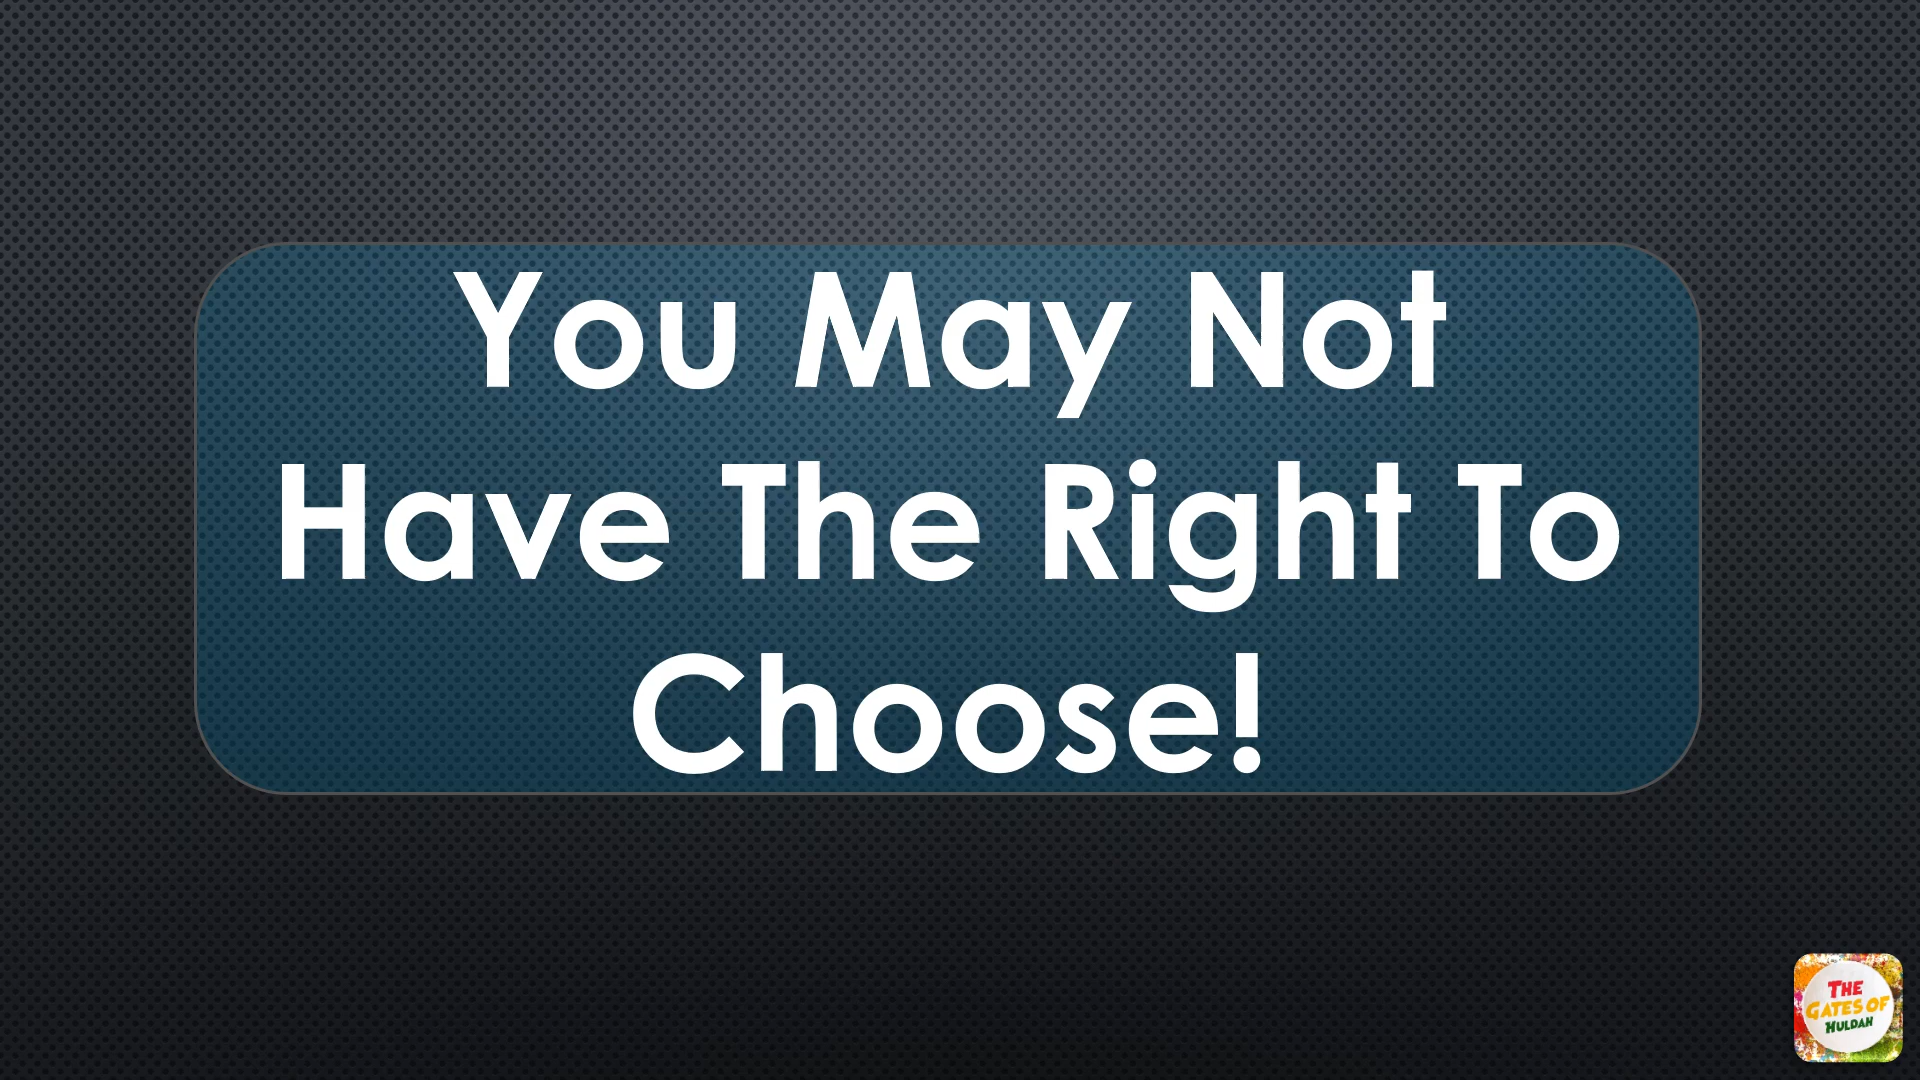 You May Not
Have The Right To
Choose!
THE
GATES OF
HULDAH